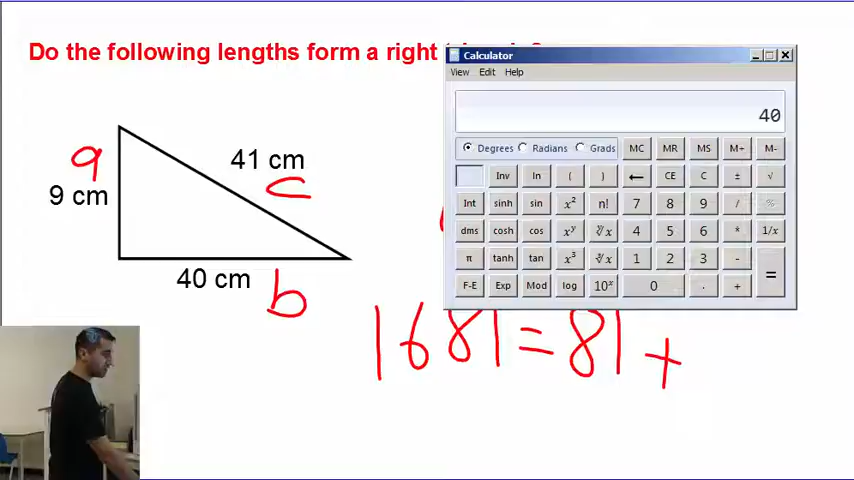 Do the following lengths form a right
Calculator
View Edit Help
40
Degrees Radians Grads MC MR MS M+ M-
Inv ln ( ) ← CE C ± √
Int sinh sin x² n! 7 8 9 / %
dms cosh cos xʸ ʸ√x 4 5 6 * 1/x
π tanh tan x³ ³√x 1 2 3 - =
F-E Exp Mod log 10ˣ 0 . +
a
41 cm
c
9 cm
40 cm
b
1681 = 81 +